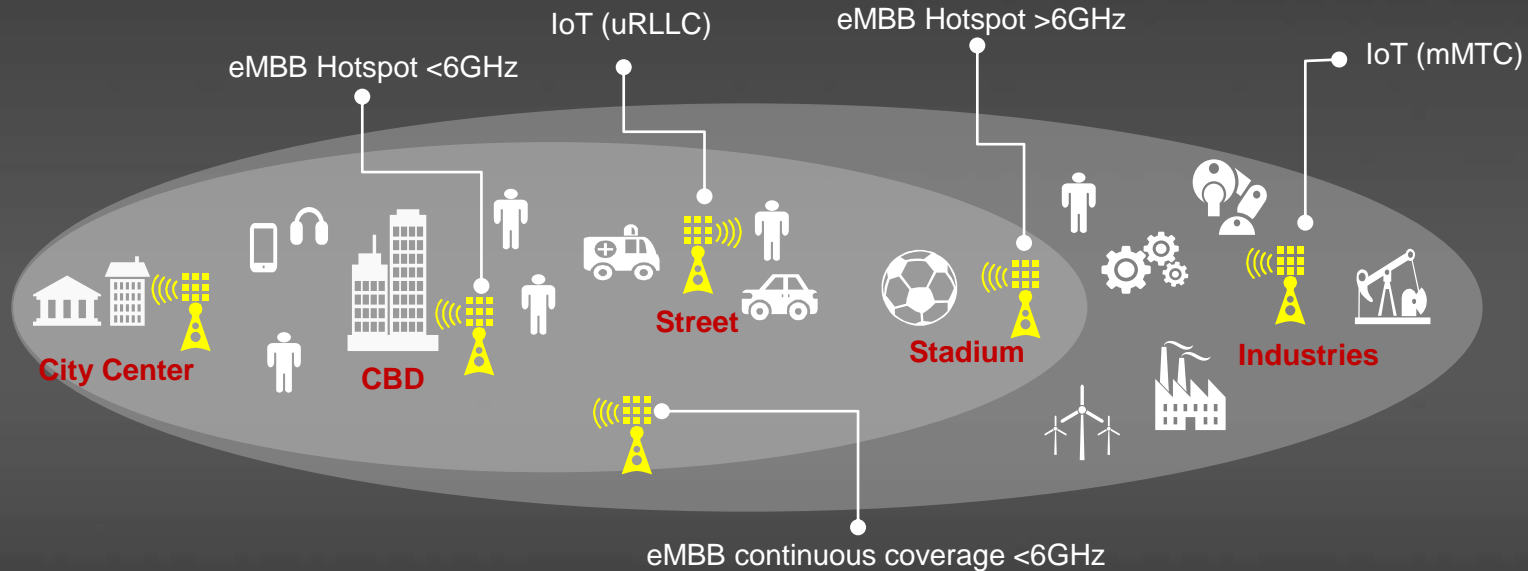 IoT (uRLLC)
eMBB Hotspot >6GHz
eMBB Hotspot <6GHz
IoT (mMTC)
City Center
CBD
Street
Stadium
Industries
eMBB continuous coverage <6GHz